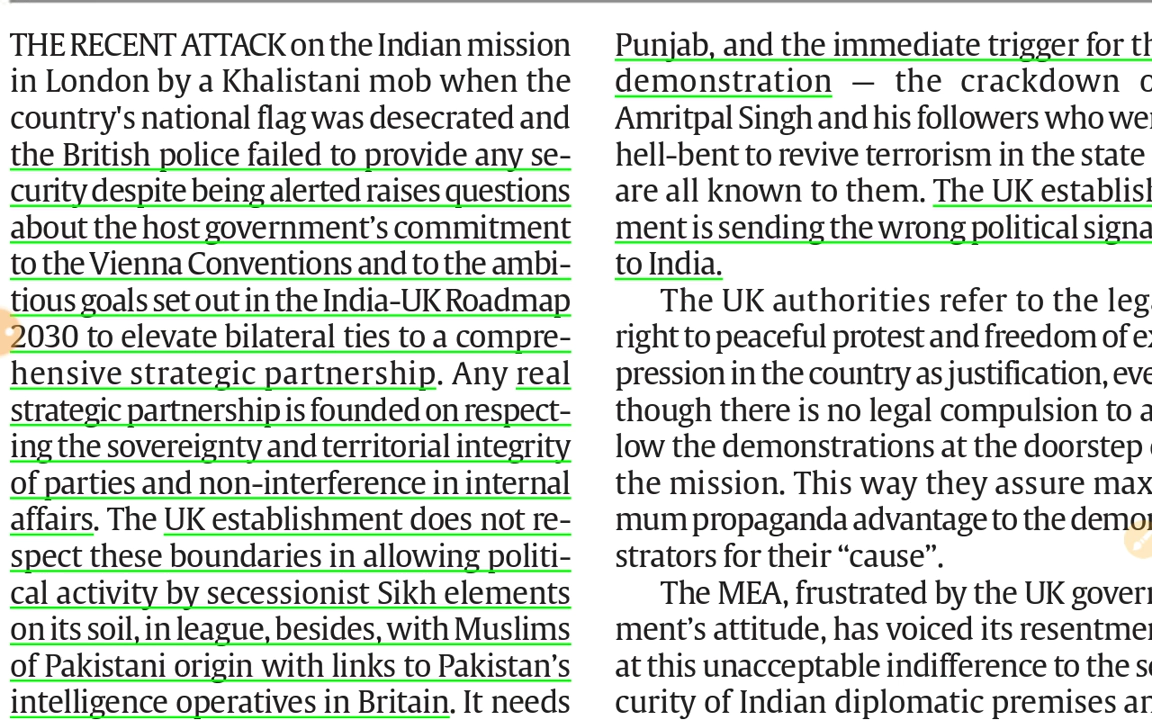 THE RECENT ATTACK on the Indian mission
in London by a Khalistani mob when the
country's national flag was desecrated and
the British police failed to provide any se-
curity despite being alerted raises questions
about the host government’s commitment
to the Vienna Conventions and to the ambi-
tious goals set out in the India-UK Roadmap
2030 to elevate bilateral ties to a compre-
hensive strategic partnership. Any real
strategic partnership is founded on respect-
ing the sovereignty and territorial integrity
of parties and non-interference in internal
affairs. The UK establishment does not re-
spect these boundaries in allowing politi-
cal activity by secessionist Sikh elements
on its soil, in league, besides, with Muslims
of Pakistani origin with links to Pakistan’s
intelligence operatives in Britain. It needs
Punjab, and the immediate trigger for
demonstration — the crackdown
Amritpal Singh and his followers who
hell-bent to revive terrorism in the state
are all known to them. The UK
ment is sending the wrong political
to India.
The UK authorities refer to the
right to peaceful protest and freedom of
pression in the country as justification,
though there is no legal compulsion to
low the demonstrations at the doorstep
the mission. This way they assure
mum propaganda advantage to the
strators for their “cause”.
The MEA, frustrated by the UK
ment’s attitude, has voiced its
at this unacceptable indifference to the
curity of Indian diplomatic premises